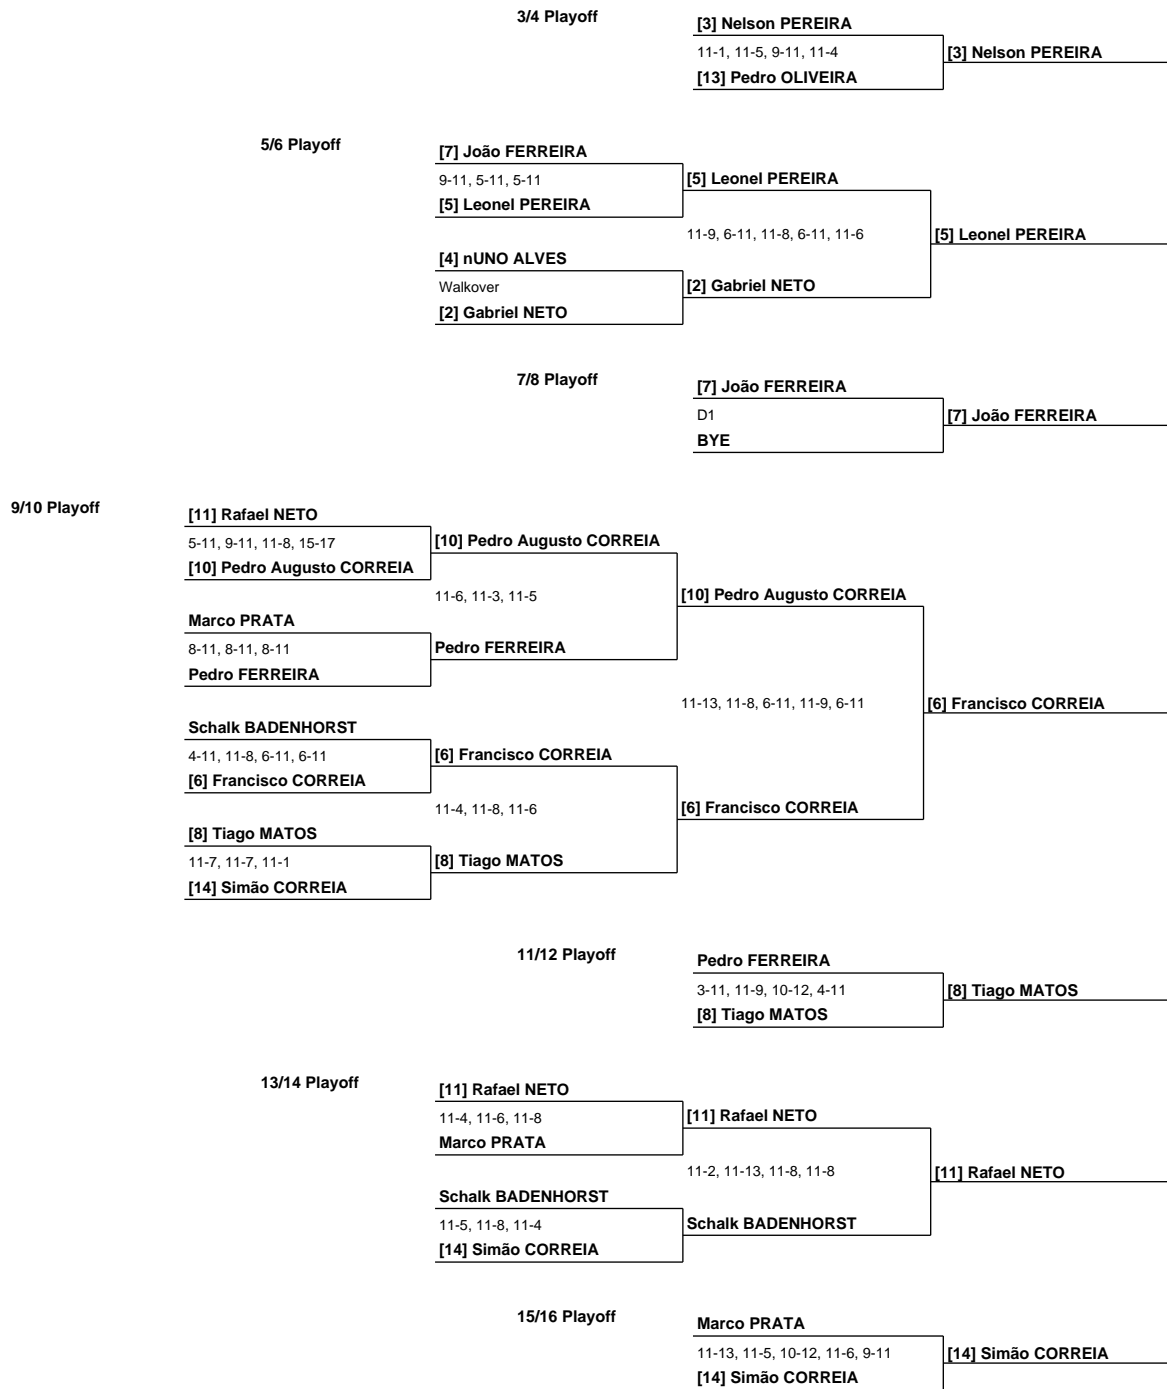 3/4 Playoff
[3] Nelson PEREIRA
11-1, 11-5, 9-11, 11-4
[3] Nelson PEREIRA
[13] Pedro OLIVEIRA
5/6 Playoff
[7] João FERREIRA
9-11, 5-11, 5-11
[5] Leonel PEREIRA
[5] Leonel PEREIRA
11-9, 6-11, 11-8, 6-11, 11-6
[5] Leonel PEREIRA
[4] nUNO ALVES
Walkover
[2] Gabriel NETO
[2] Gabriel NETO
7/8 Playoff
[7] João FERREIRA
D1
[7] João FERREIRA
BYE
9/10 Playoff
[11] Rafael NETO
5-11, 9-11, 11-8, 15-17
[10] Pedro Augusto CORREIA
[10] Pedro Augusto CORREIA
11-6, 11-3, 11-5
[10] Pedro Augusto CORREIA
Marco PRATA
8-11, 8-11, 8-11
Pedro FERREIRA
Pedro FERREIRA
11-13, 11-8, 6-11, 11-9, 6-11
[6] Francisco CORREIA
Schalk BADENHORST
4-11, 11-8, 6-11, 6-11
[6] Francisco CORREIA
[6] Francisco CORREIA
11-4, 11-8, 11-6
[6] Francisco CORREIA
[8] Tiago MATOS
11-7, 11-7, 11-1
[8] Tiago MATOS
[14] Simão CORREIA
11/12 Playoff
Pedro FERREIRA
3-11, 11-9, 10-12, 4-11
[8] Tiago MATOS
[8] Tiago MATOS
13/14 Playoff
[11] Rafael NETO
11-4, 11-6, 11-8
[11] Rafael NETO
Marco PRATA
11-2, 11-13, 11-8, 11-8
[11] Rafael NETO
Schalk BADENHORST
11-5, 11-8, 11-4
Schalk BADENHORST
[14] Simão CORREIA
15/16 Playoff
Marco PRATA
11-13, 11-5, 10-12, 11-6, 9-11
[14] Simão CORREIA
[14] Simão CORREIA